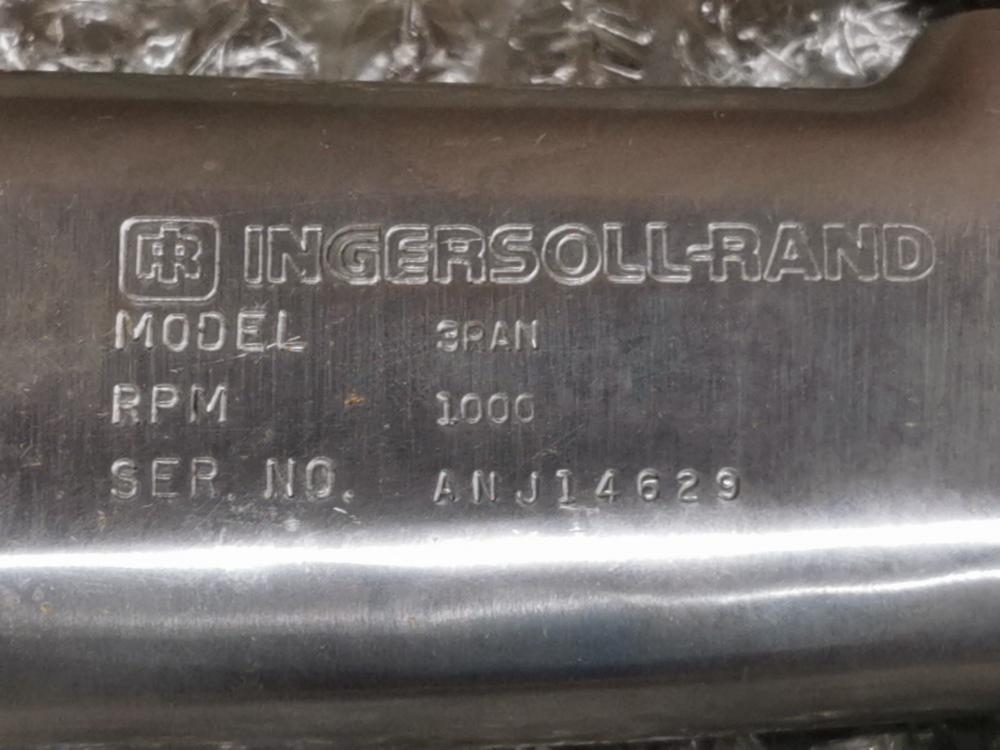 IR INGERSOLL-RAND
MODEL 3RAN
RPM 1000
SER. NO. ANJ14629